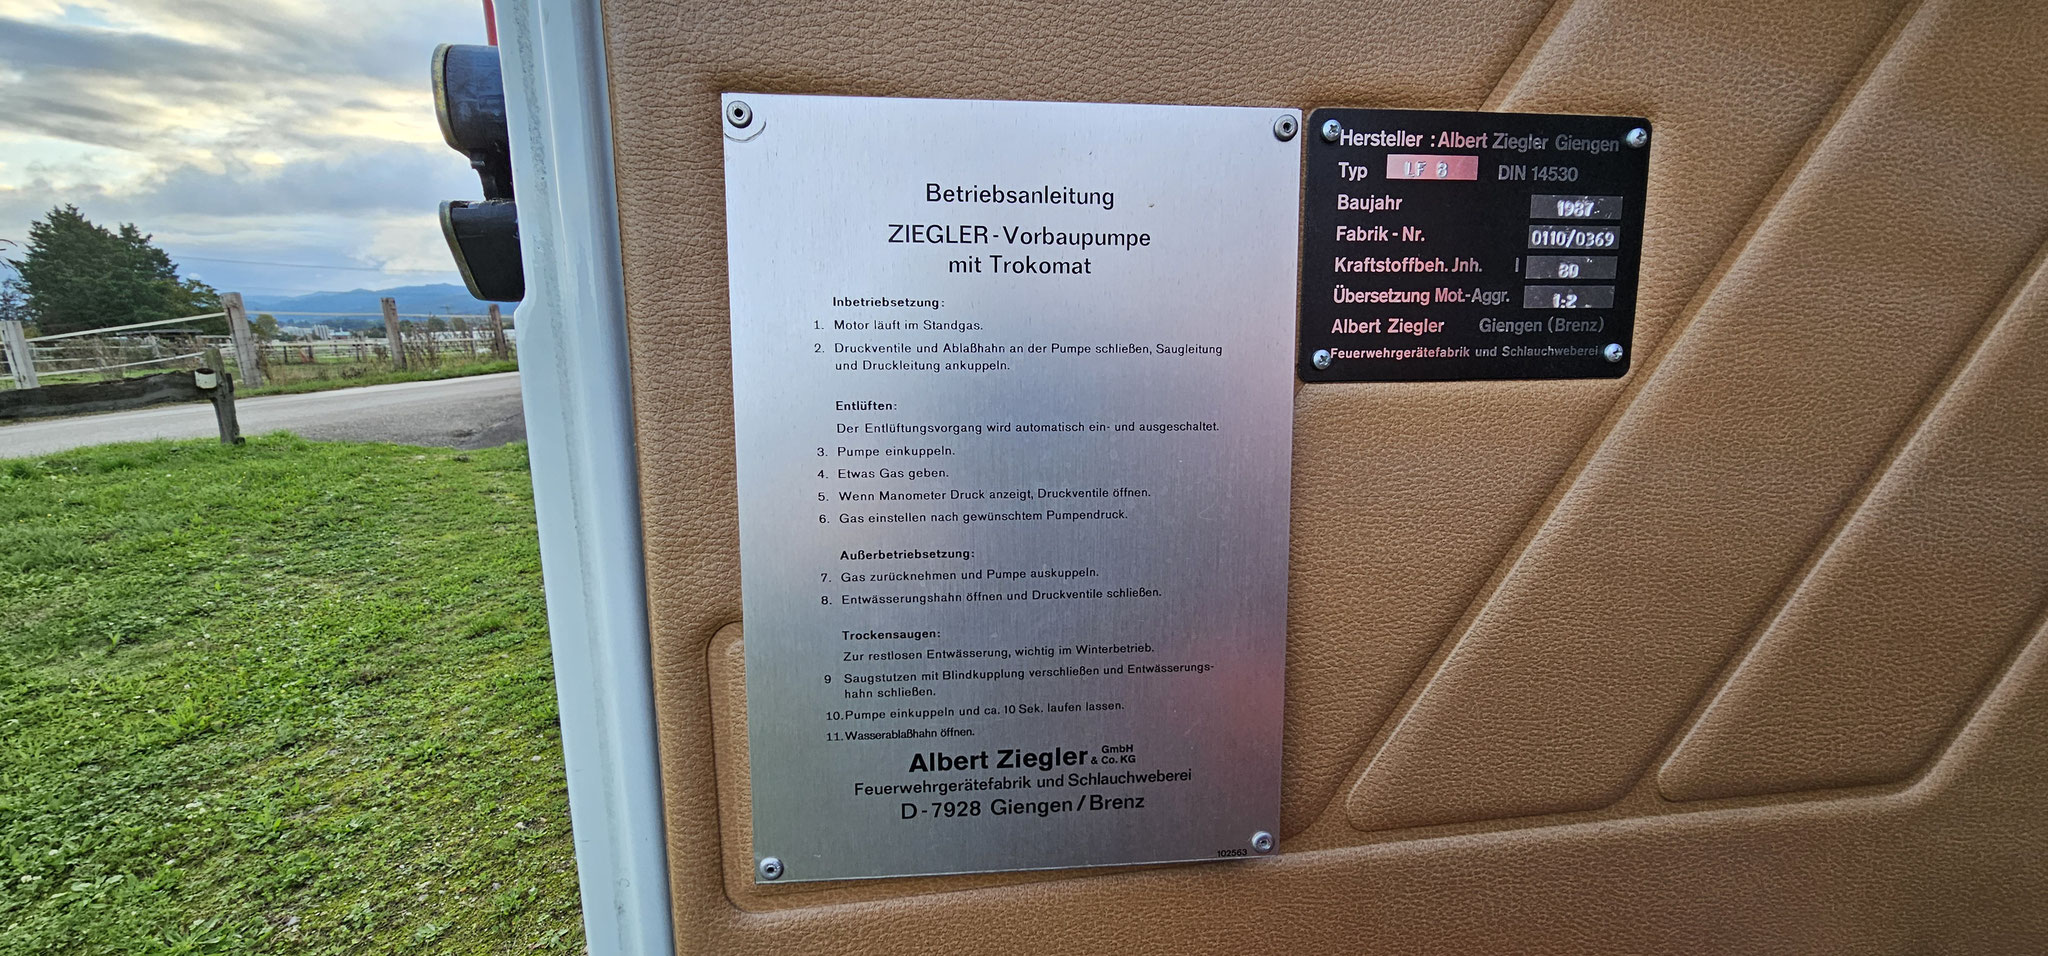 Betriebsanleitung
ZIEGLER - Vorbaupumpe
mit Trokomat
Inbetriebsetzung:
1. Motor läuft im Standgas.
2. Druckventile und Ablaßhahn an der Pumpe schließen, Saugleitung
und Druckleitung ankuppeln.
Entlüften:
Der Entlüftungsvorgang wird automatisch ein- und ausgeschaltet.
3. Pumpe einkuppeln.
4. Etwas Gas geben.
5. Wenn Manometer Druck anzeigt, Druckventile öffnen.
6. Gas einstellen nach gewünschtem Pumpendruck.
Außerbetriebsetzung:
7. Gas zurücknehmen und Pumpe auskuppeln.
8. Entwässerungshahn öffnen und Druckventile schließen.
Trockensaugen:
Zur restlosen Entwässerung, wichtig im Winterbetrieb.
9 Saugstutzen mit Blindkupplung verschließen und Entwässerungs-
hahn schließen.
10. Pumpe einkuppeln und ca. 10 Sek. laufen lassen.
11. Wasserablaßhahn öffnen.
Albert Ziegler GmbH & Co. KG
Feuerwehrgerätefabrik und Schlauchweberei
D - 7928 Giengen / Brenz
102563
Hersteller : Albert Ziegler Giengen
Typ LF 8 DIN 14530
Baujahr 1987
Fabrik - Nr. 0110/0369
Kraftstoffbeh. Jnh. l 80
Übersetzung Mot.-Aggr. 1:2
Albert Ziegler Giengen (Brenz)
Feuerwehrgerätefabrik und Schlauchweberei